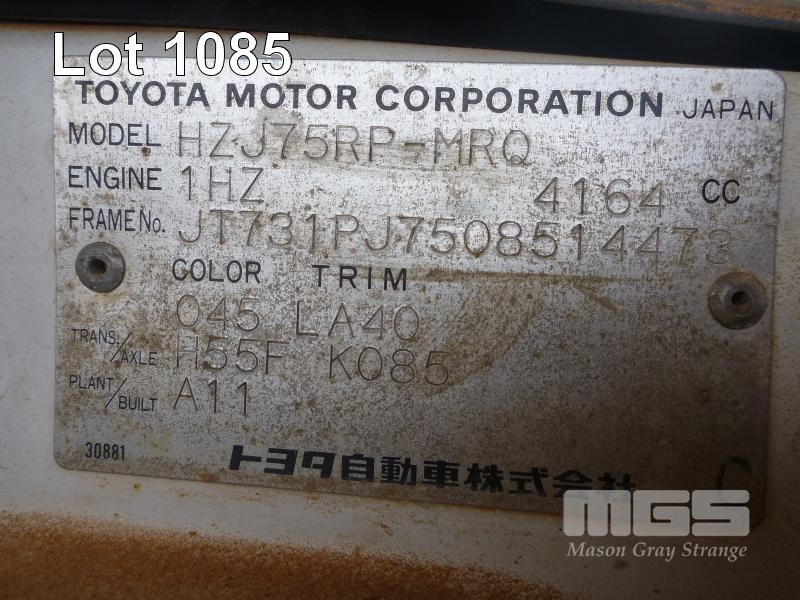 Lot 1085
TOYOTA MOTOR CORPORATION JAPAN
MODEL HZJ75RP-MRQ
ENGINE 1HZ 4164 CC
FRAME No. JT731PJ7508514473
COLOR TRIM
045 LA40
TRANS./AXLE H55F K085
PLANT/BUILT A11
30881 トヨタ自動車株式会社
C
MGS
Mason Gray Strange